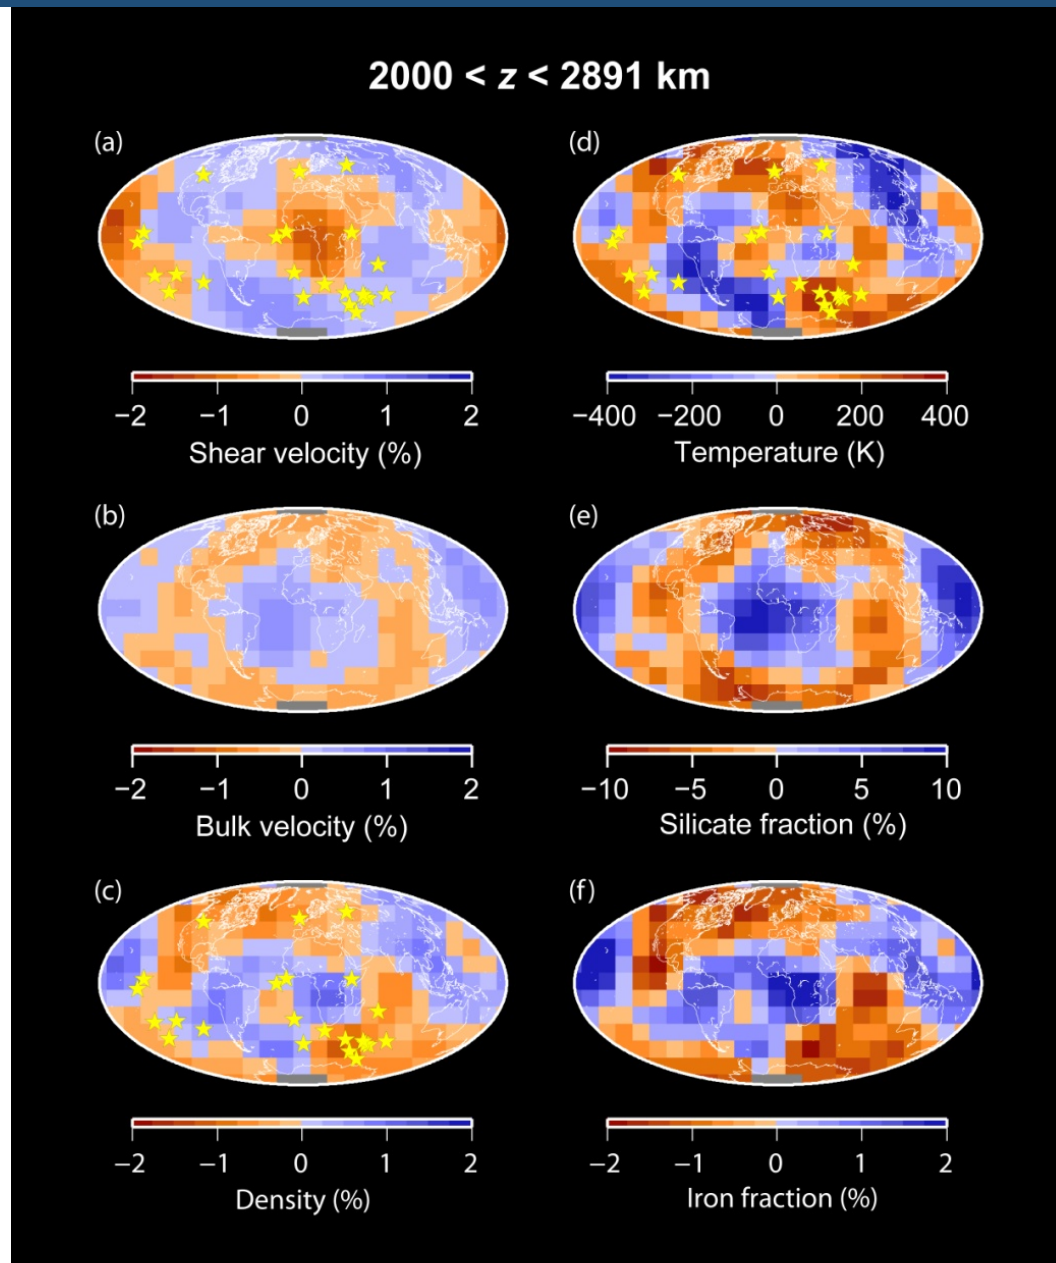 2000 < z < 2891 km
(a)
(d)
−2 −1 0 1 2
Shear velocity (%)
−400 −200 0 200 400
Temperature (K)
(b)
(e)
−2 −1 0 1 2
Bulk velocity (%)
−10 −5 0 5 10
Silicate fraction (%)
(c)
(f)
−2 −1 0 1 2
Density (%)
−2 −1 0 1 2
Iron fraction (%)